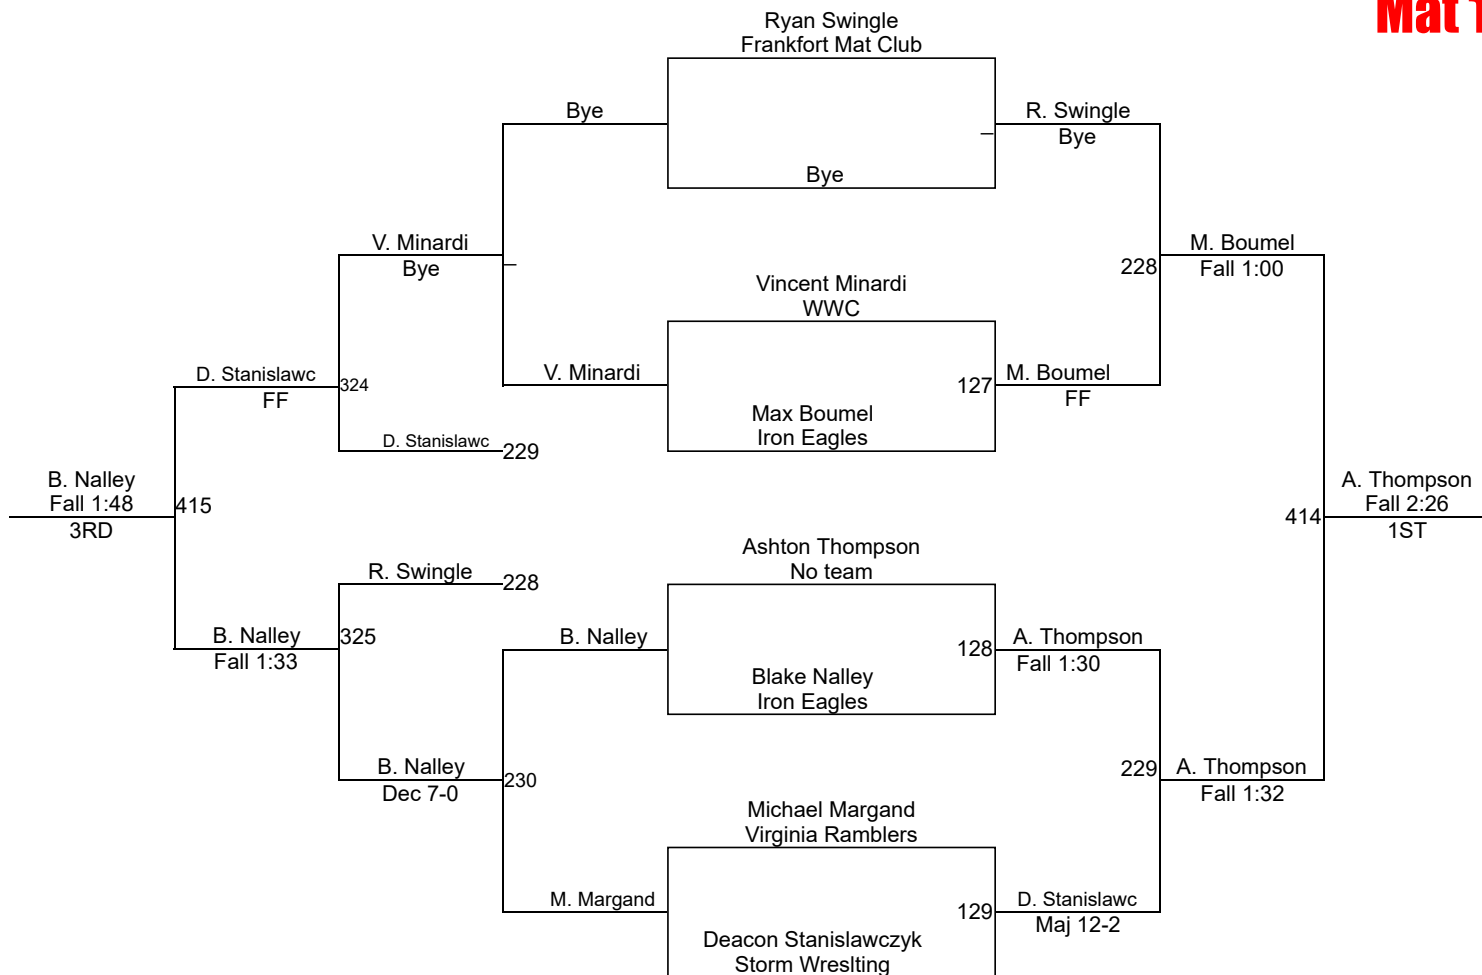 Mat 1
Ryan Swingle
Frankfort Mat Club
Bye
R. Swingle
Bye
Bye
V. Minardi
Bye
M. Boumel
228
Fall 1:00
Vincent Minardi
WWC
D. Stanislawc
324
FF
V. Minardi
127
M. Boumel
FF
Max Boumel
Iron Eagles
D. Stanislawc
229
B. Nalley
Fall 1:48
415
3RD
A. Thompson
Fall 2:26
414
1ST
Ashton Thompson
No team
R. Swingle
228
B. Nalley
325
Fall 1:33
B. Nalley
128
A. Thompson
Fall 1:30
Blake Nalley
Iron Eagles
B. Nalley
230
Dec 7-0
229
A. Thompson
Fall 1:32
Michael Margand
Virginia Ramblers
M. Margand
129
D. Stanislawc
Maj 12-2
Deacon Stanislawczyk
Storm Wreslting